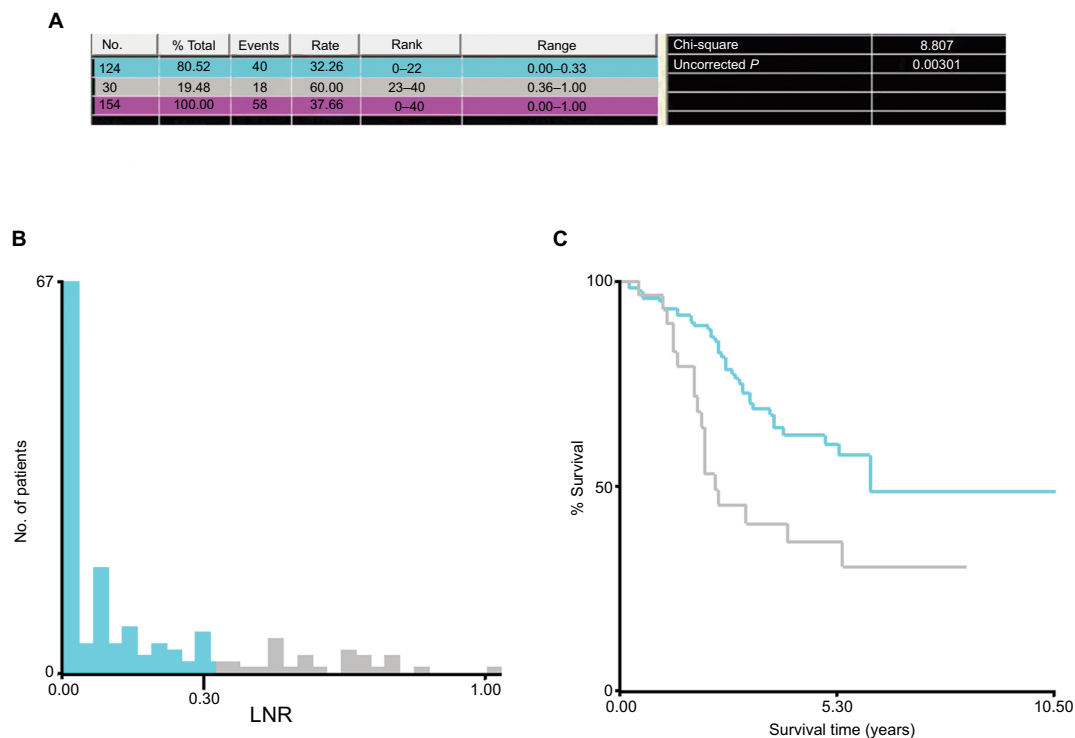 A
No. % Total Events Rate Rank Range
124 80.52 40 32.26 0–22 0.00–0.33
30 19.48 18 60.00 23–40 0.36–1.00
154 100.00 58 37.66 0–40 0.00–1.00
Chi-square 8.807
Uncorrected P 0.00301
B
67
No. of patients
0
0.00 0.30 1.00
LNR
C
100
% Survival
50
0
0.00 5.30 10.50
Survival time (years)